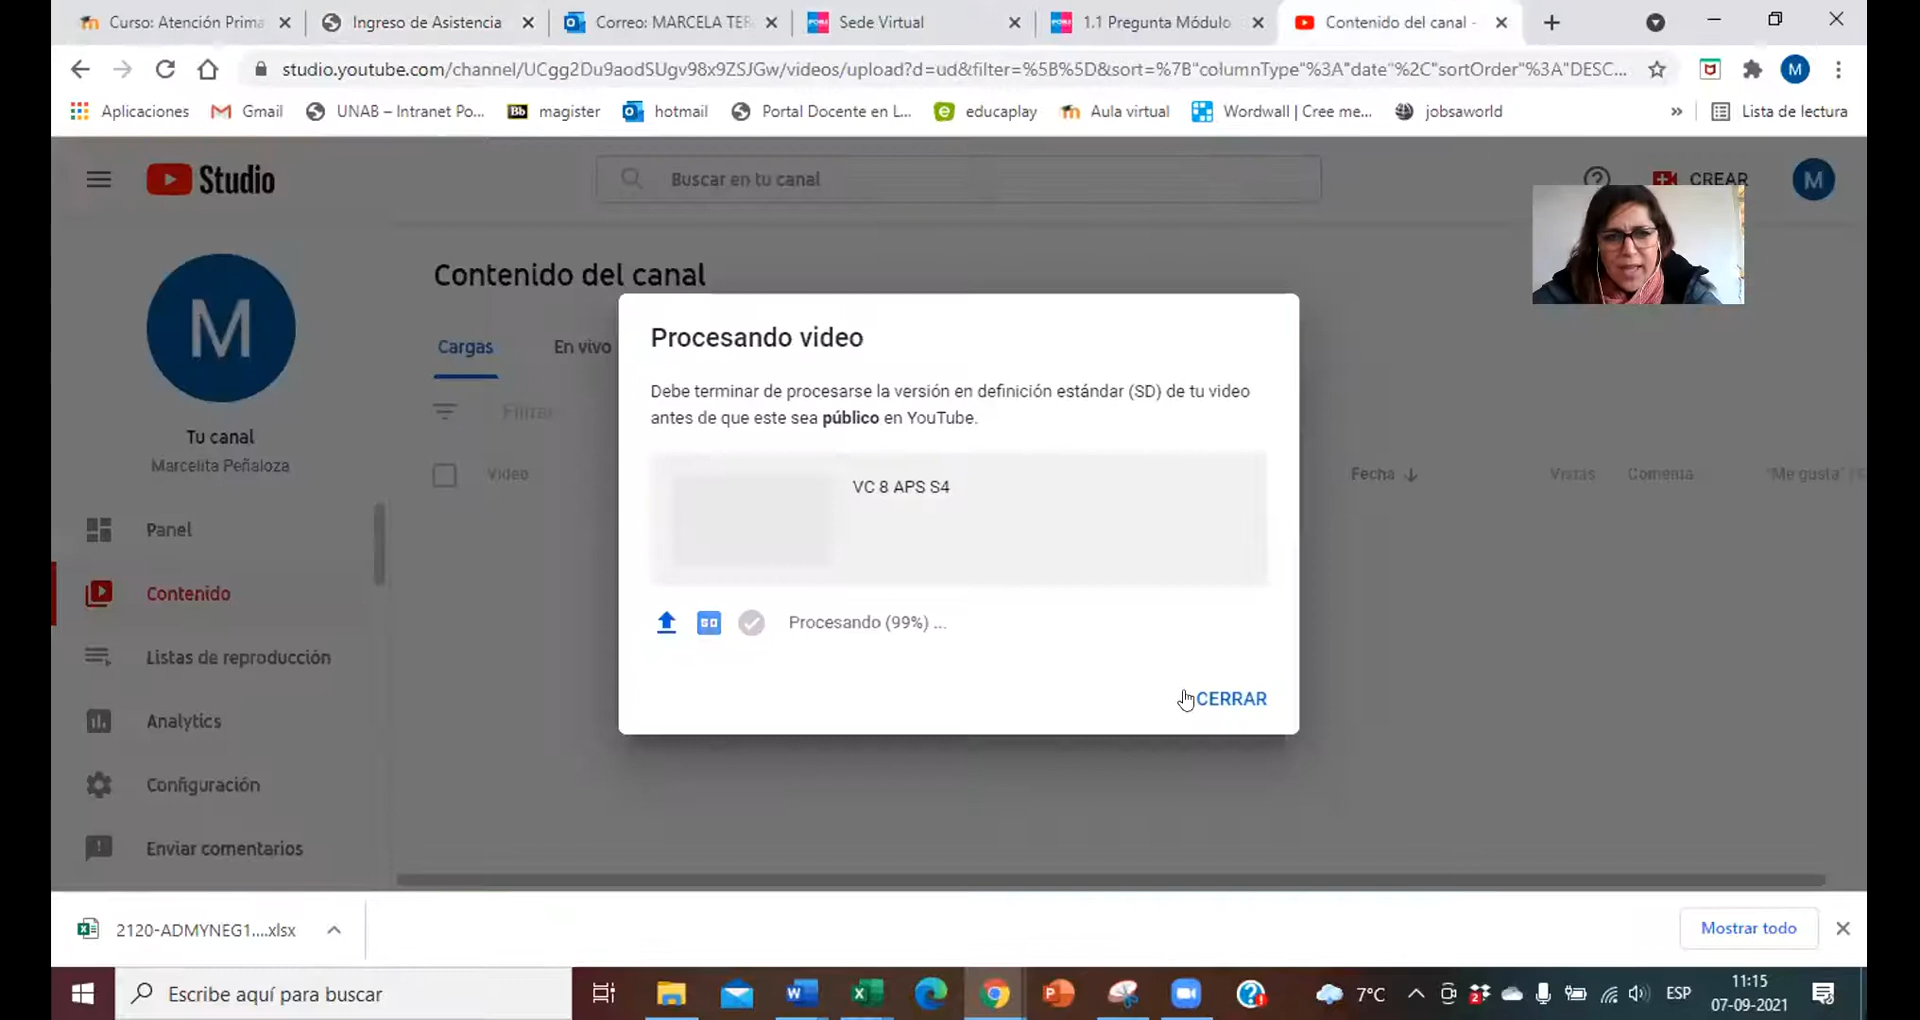 Curso: Atención Prima
Ingreso de Asistencia
Correo: MARCELA TER
Sede Virtual
1.1 Pregunta Módulo
Contenido del canal -
studio.youtube.com/channel/UCgg2Du9aodSUgv98x9ZSJGw/videos/upload?d=ud&filter=%5B%5D&sort=%7B"columnType"%3A"date"%2C"sortOrder"%3A"DESC...
M
Aplicaciones
Gmail
UNAB – Intranet Po...
Bb magister
hotmail
Portal Docente en L...
educaplay
Aula virtual
Wordwall | Cree me...
jobsaworld
»
Lista de lectura
Studio
Buscar en tu canal
CREAR
M
M
Tu canal
Marcelita Peñaloza
Panel
Contenido
Listas de reproducción
Analytics
Configuración
Enviar comentarios
Contenido del canal
Cargas
En vivo
Filtrar
Video
Fecha
Vistas
Comenta
"Me gusta" (%
Procesando video
Debe terminar de procesarse la versión en definición estándar (SD) de tu video
antes de que este sea público en YouTube.
VC 8 APS S4
SD
Procesando (99%) ...
CERRAR
2120-ADMYNEG1....xlsx
Mostrar todo
Escribe aquí para buscar
7°C
ESP
11:15
07-09-2021